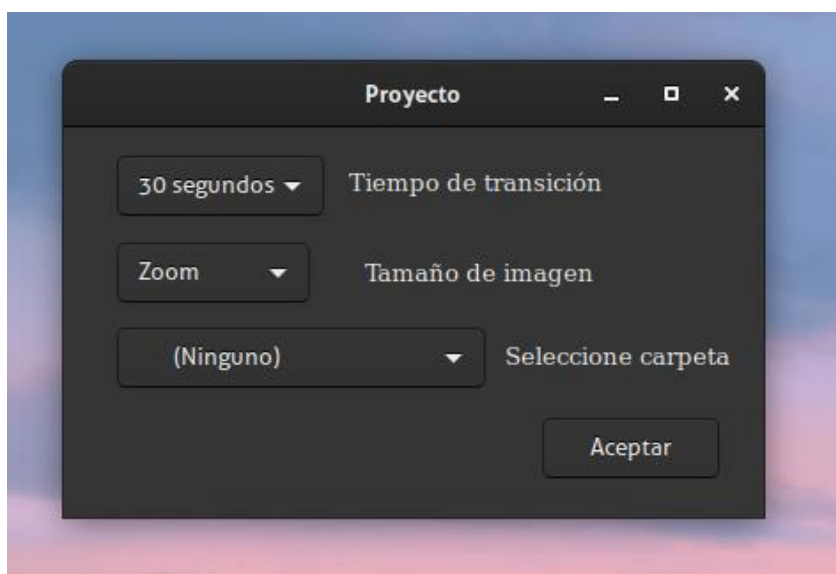 Proyecto
30 segundos Tiempo de transición
Zoom Tamaño de imagen
(Ninguno) Seleccione carpeta
Aceptar